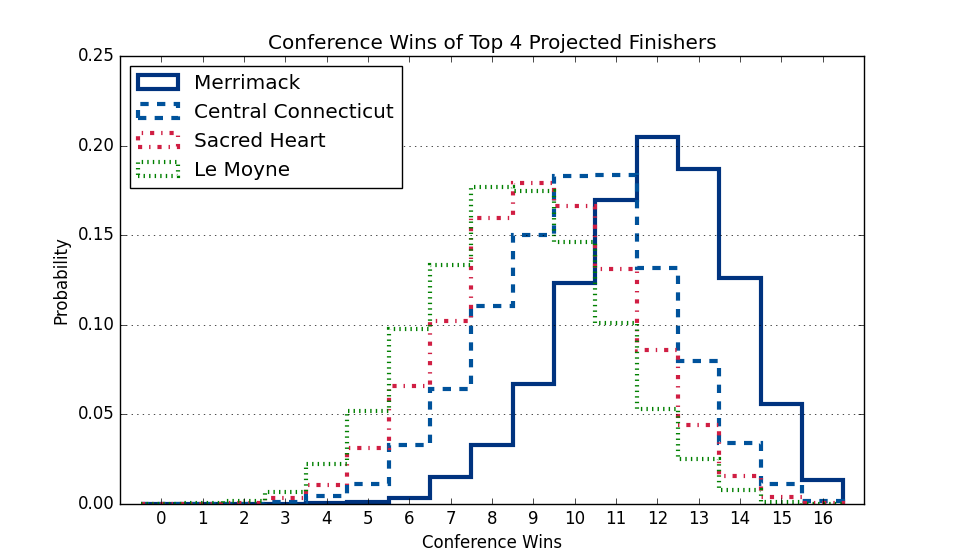 Conference Wins of Top 4 Projected Finishers
0.25
0.20
0.15
0.10
0.05
0.00
Probability
Merrimack
Central Connecticut
Sacred Heart
Le Moyne
0 1 2 3 4 5 6 7 8 9 10 11 12 13 14 15 16
Conference Wins